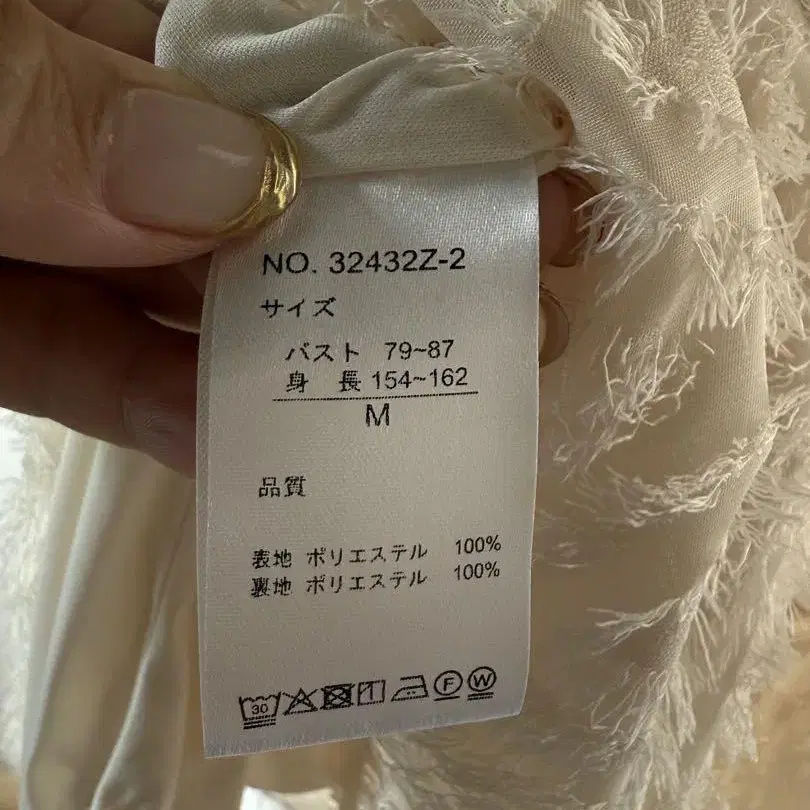 NO. 32432Z-2
サイズ
バスト 79~87
身 長 154~162
M
品質
表地 ポリエステル 100%
裏地 ポリエステル 100%
30 F W